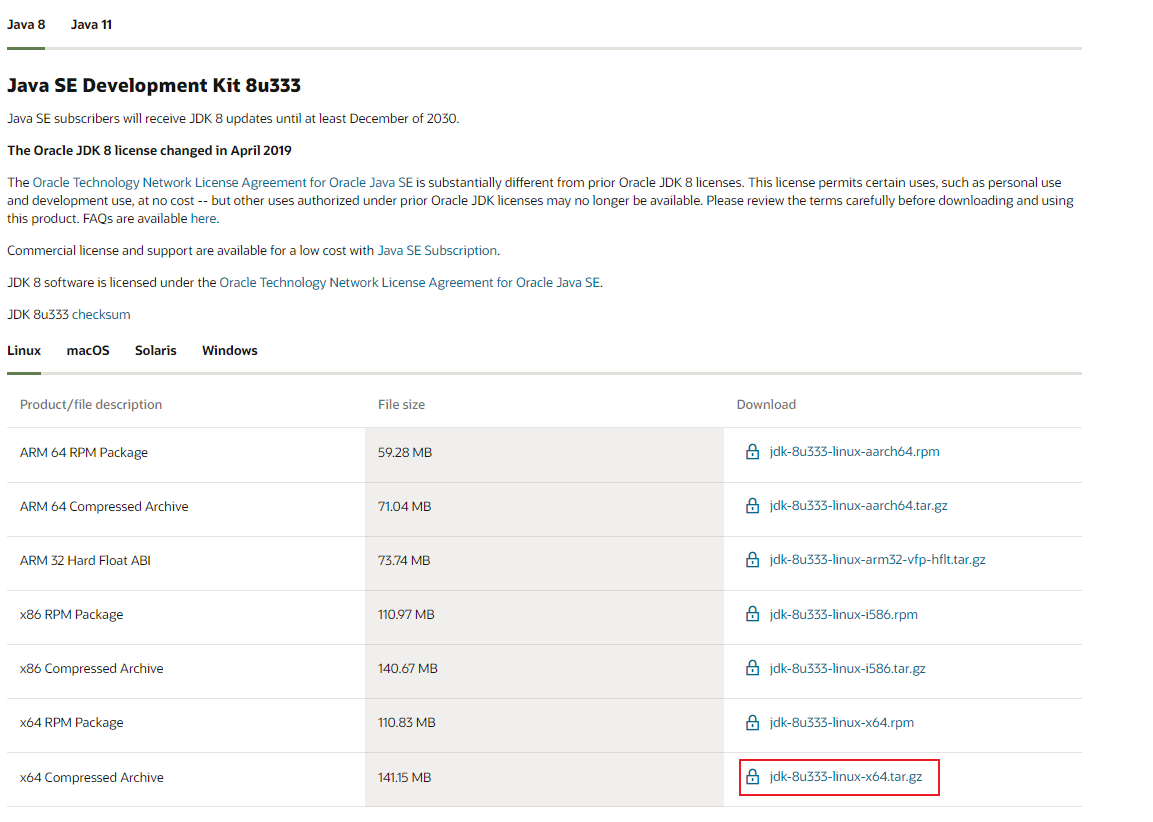 Java 8 Java 11
Java SE Development Kit 8u333
Java SE subscribers will receive JDK 8 updates until at least December of 2030.
The Oracle JDK 8 license changed in April 2019
The Oracle Technology Network License Agreement for Oracle Java SE is substantially different from prior Oracle JDK 8 licenses. This license permits certain uses, such as personal use
and development use, at no cost -- but other uses authorized under prior Oracle JDK licenses may no longer be available. Please review the terms carefully before downloading and using
this product. FAQs are available here.
Commercial license and support are available for a low cost with Java SE Subscription.
JDK 8 software is licensed under the Oracle Technology Network License Agreement for Oracle Java SE.
JDK 8u333 checksum
Linux macOS Solaris Windows
Product/file description File size Download
ARM 64 RPM Package 59.28 MB jdk-8u333-linux-aarch64.rpm
ARM 64 Compressed Archive 71.04 MB jdk-8u333-linux-aarch64.tar.gz
ARM 32 Hard Float ABI 73.74 MB jdk-8u333-linux-arm32-vfp-hflt.tar.gz
x86 RPM Package 110.97 MB jdk-8u333-linux-i586.rpm
x86 Compressed Archive 140.67 MB jdk-8u333-linux-i586.tar.gz
x64 RPM Package 110.83 MB jdk-8u333-linux-x64.rpm
x64 Compressed Archive 141.15 MB jdk-8u333-linux-x64.tar.gz